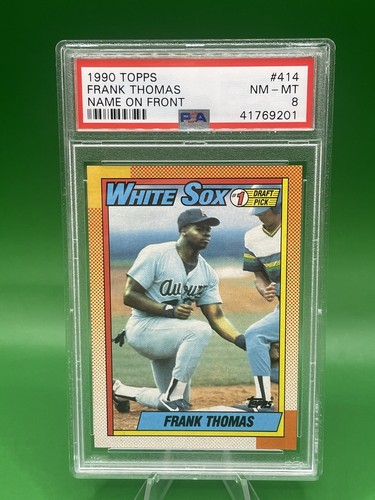 1990 TOPPS #414
FRANK THOMAS NM - MT
NAME ON FRONT 8
PSA 41769201
WHITE SOX #1 DRAFT PICK
Auburn
topps
FRANK THOMAS